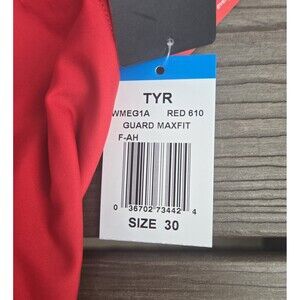 TYR
WMEG1A RED 610
GUARD MAXFIT
F-AH
0 36702 73442 4
SIZE 30